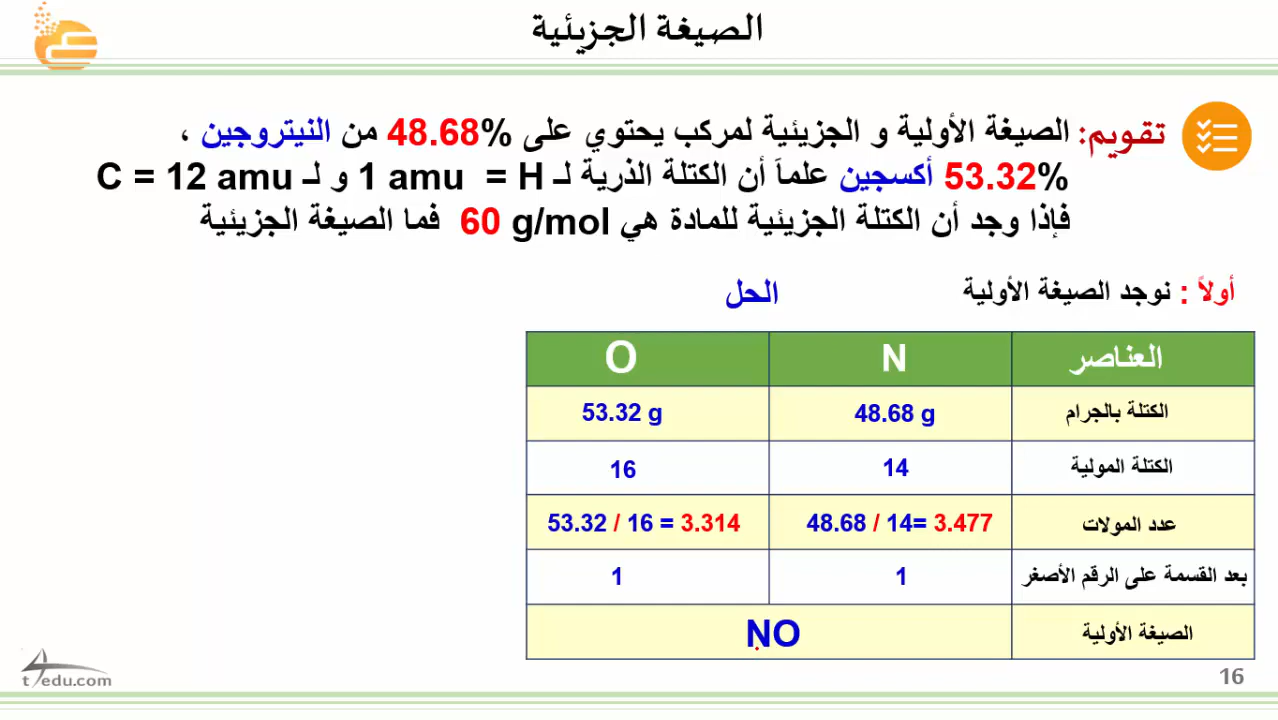 الصيغة الجزيئية
تقويم: الصيغة الأولية و الجزيئية لمركب يحتوي على %48.68 من النيتروجين ،
%53.32 أكسجين علماَ أن الكتلة الذرية لـ H = 1 amu و لـ C = 12 amu
فإذا وجد أن الكتلة الجزيئية للمادة هي 60 g/mol فما الصيغة الجزيئية
أولاً : نوجد الصيغة الأولية
الحل
العناصر N O
الكتلة بالجرام 48.68 g 53.32 g
الكتلة المولية 14 16
عدد المولات 48.68 / 14= 3.477 53.32 / 16 = 3.314
بعد القسمة على الرقم الأصغر 1 1
الصيغة الأولية NO
t4edu.com
16